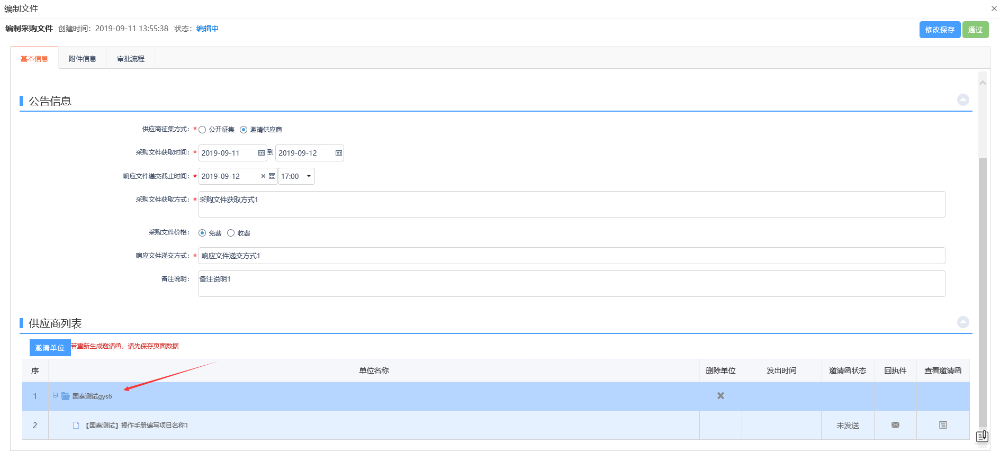 编制文件
编制采购文件 创建时间：2019-09-11 13:55:38 状态：编辑中
修改保存 通过
基本信息 附件信息 审批流程
公告信息
供应商征集方式：* 公开征集 邀请供应商
采购文件获取时间：* 2019-09-11 到 2019-09-12
响应文件递交截止时间：* 2019-09-12 17:00
采购文件获取方式：* 采购文件获取方式1
采购文件价格： 免费 收费
响应文件递交方式：* 响应文件递交方式1
备注说明： 备注说明1
供应商列表
邀请单位 若重新生成邀请函，请先保存页面数据
序 单位名称 删除单位 发出时间 邀请函状态 回执件 查看邀请函
1 国泰测试gys6
2 【国泰测试】操作手册编写项目名称1 未发送